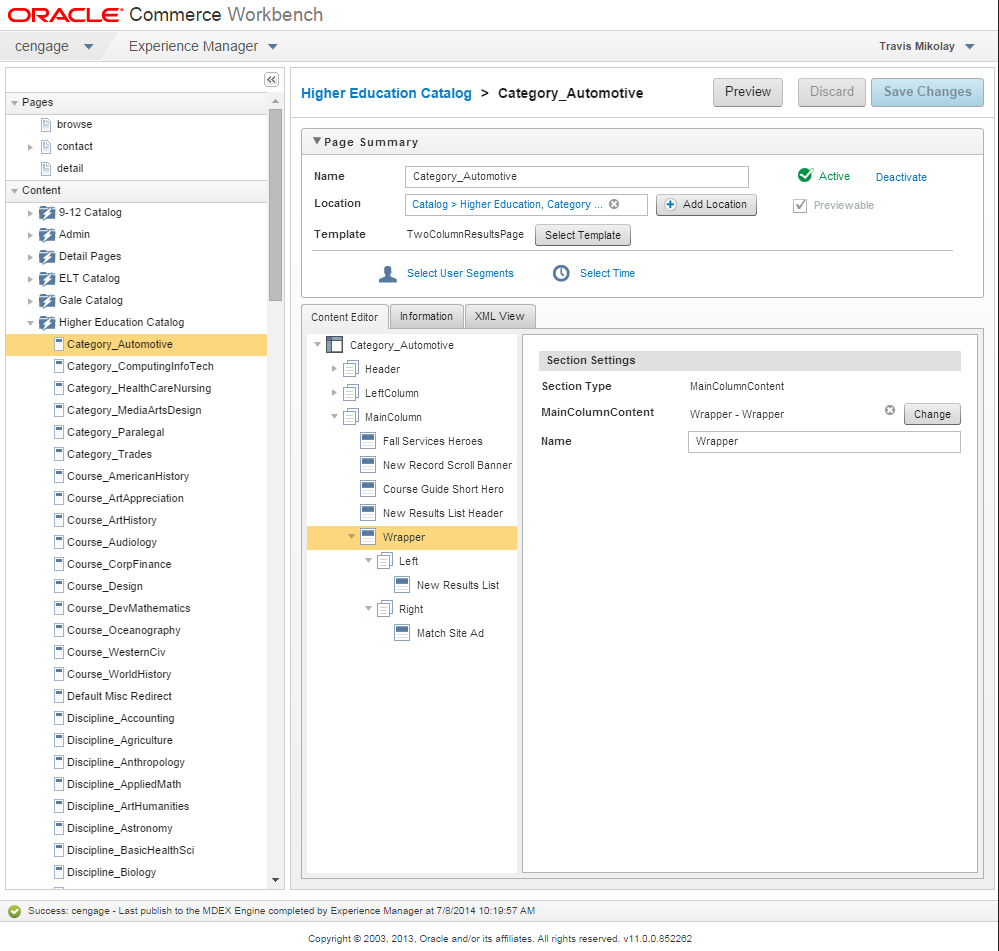 ORACLE Commerce Workbench
cengage Experience Manager Travis Mikolay
Pages
browse
contact
detail
Content
9-12 Catalog
Admin
Detail Pages
ELT Catalog
Gale Catalog
Higher Education Catalog
Category_Automotive
Category_ComputingInfoTech
Category_HealthCareNursing
Category_MediaArtsDesign
Category_Paralegal
Category_Trades
Course_AmericanHistory
Course_ArtAppreciation
Course_ArtHistory
Course_Audiology
Course_CorpFinance
Course_Design
Course_DevMathematics
Course_Oceanography
Course_WesternCiv
Course_WorldHistory
Default Misc Redirect
Discipline_Accounting
Discipline_Agriculture
Discipline_Anthropology
Discipline_AppliedMath
Discipline_ArtHumanities
Discipline_Astronomy
Discipline_BasicHealthSci
Discipline_Biology
Higher Education Catalog > Category_Automotive Preview Discard Save Changes
Page Summary
Name Category_Automotive Active Deactivate
Location Catalog > Higher Education, Category ... Add Location Previewable
Template TwoColumnResultsPage Select Template
Select User Segments Select Time
Content Editor Information XML View
Category_Automotive
Header
LeftColumn
MainColumn
Fall Services Heroes
New Record Scroll Banner
Course Guide Short Hero
New Results List Header
Wrapper
Left
New Results List
Right
Match Site Ad
Section Settings
Section Type MainColumnContent
MainColumnContent Wrapper - Wrapper Change
Name Wrapper
Success: cengage - Last publish to the MDEX Engine completed by Experience Manager at 7/8/2014 10:19:57 AM
Copyright © 2003, 2013, Oracle and/or its affiliates. All rights reserved. v11.0.0.852262